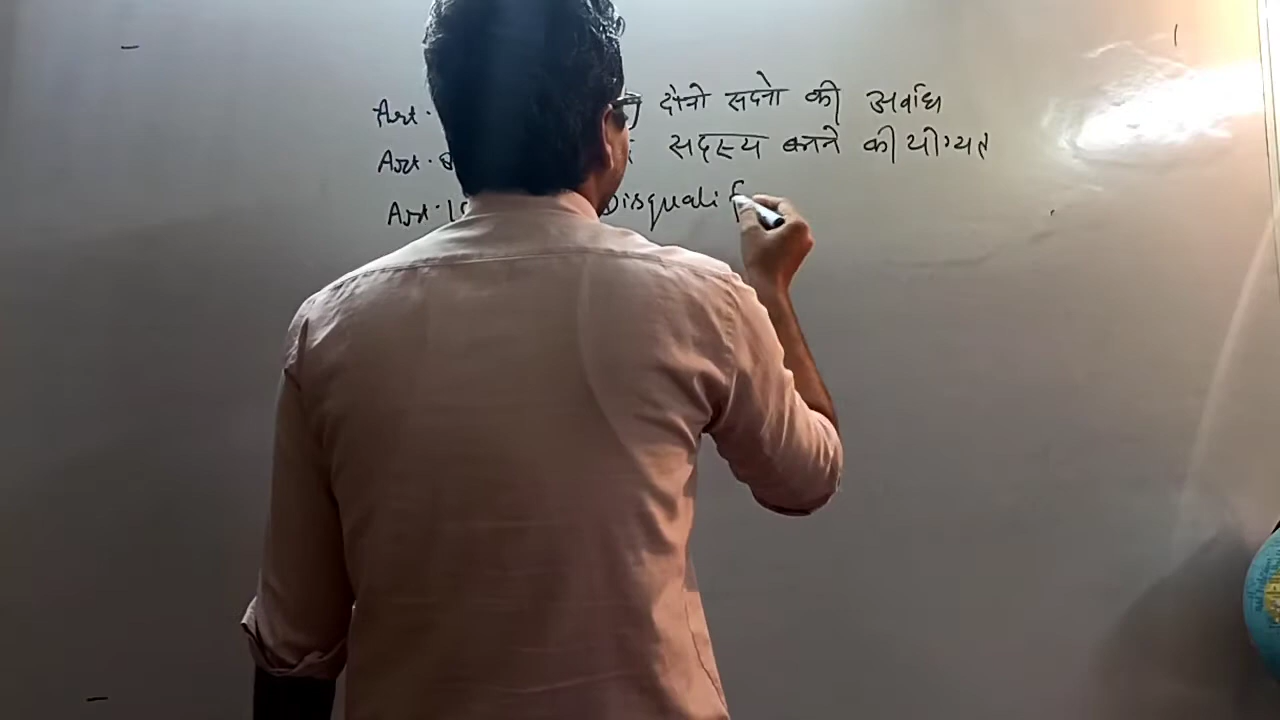 Art. दोनो सदनो की अवधि
Art. सदस्य बनने की योग्यत
Art. Disqualif